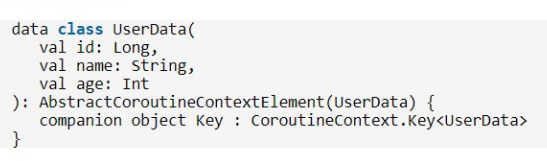 data class UserData(
    val id: Long,
    val name: String,
    val age: Int
): AbstractCoroutineContextElement(UserData) {
    companion object Key : CoroutineContext.Key<UserData>
}